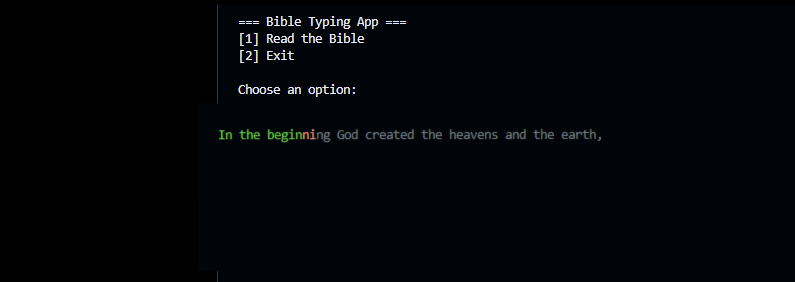 === Bible Typing App ===
[1] Read the Bible
[2] Exit
Choose an option:
In the beginning God created the heavens and the earth,